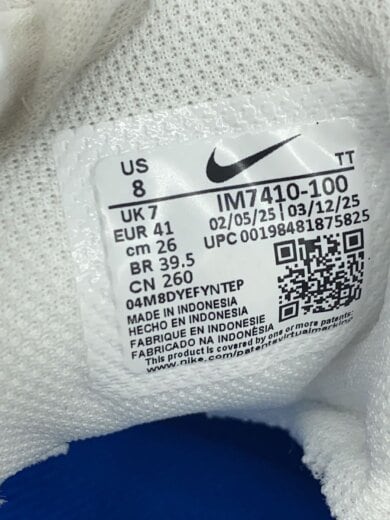 US
8
TT
IM7410-100
UK 7
02/05/25 | 03/12/25
EUR 41
UPC 00198481875825
cm 26
BR 39.5
CN 260
04M8DYEFYNTEP
MADE IN INDONESIA
HECHO EN INDONESIA
FABRIQUE EN INDONESIE
FABRICADO NA INDONÉSIA
This product is covered by one or more patents:
www.nike.com/patentsvirtualmarking